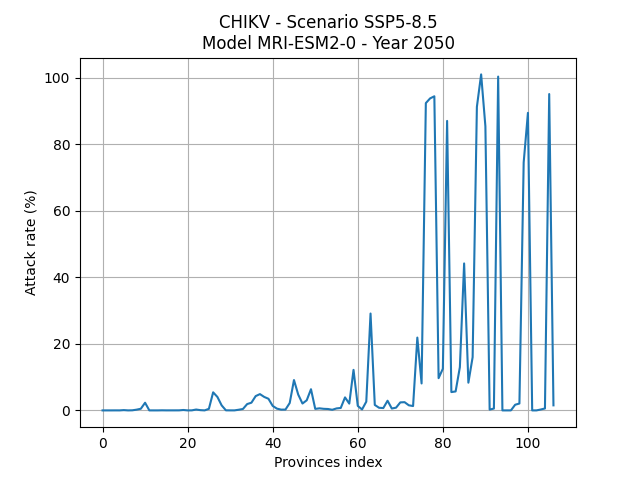 CHIKV - Scenario SSP5-8.5
Model MRI-ESM2-0 - Year 2050
Attack rate (%)
100
80
60
40
20
0
0 20 40 60 80 100
Provinces index